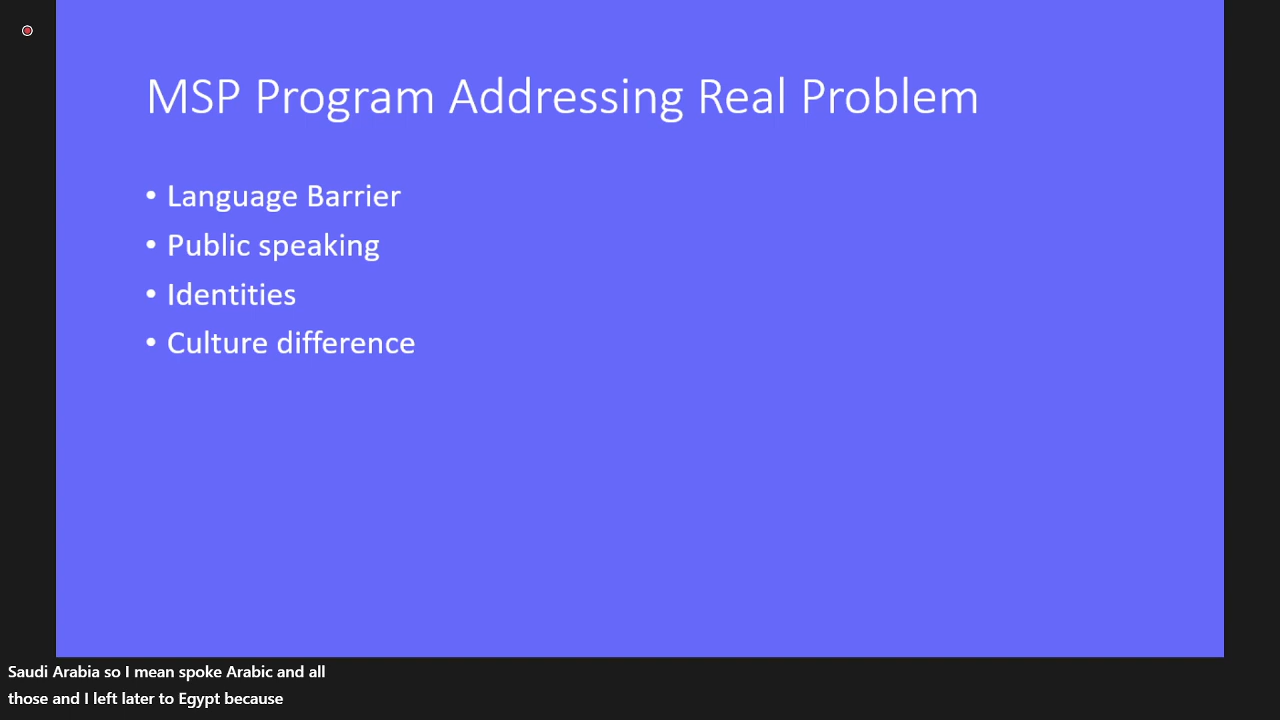 MSP Program Addressing Real Problem
• Language Barrier
• Public speaking
• Identities
• Culture difference
Saudi Arabia so I mean spoke Arabic and all
those and I left later to Egypt because